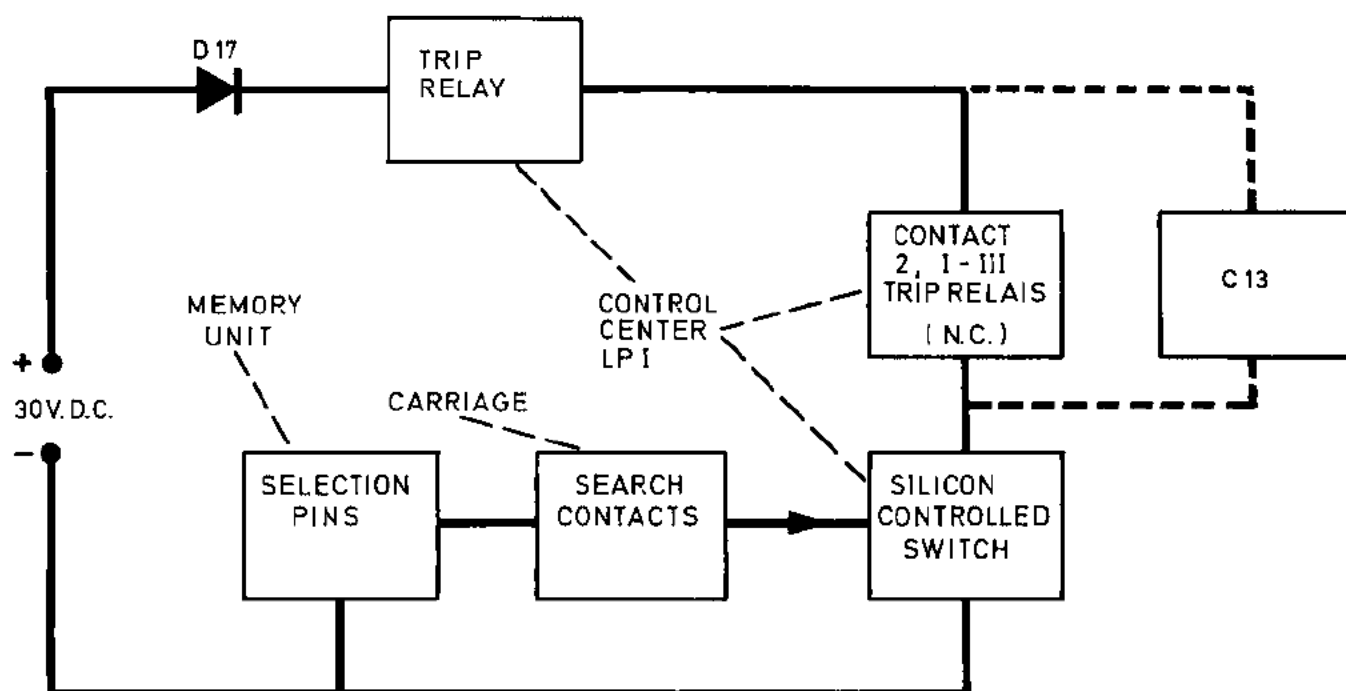 D 17
TRIP
RELAY
CONTACT
2, I - III
TRIP RELAIS
( N.C. )
C 13
MEMORY
UNIT
CONTROL
CENTER
LP I
+
30V. D.C.
-
CARRIAGE
SELECTION
PINS
SEARCH
CONTACTS
SILICON
CONTROLLED
SWITCH